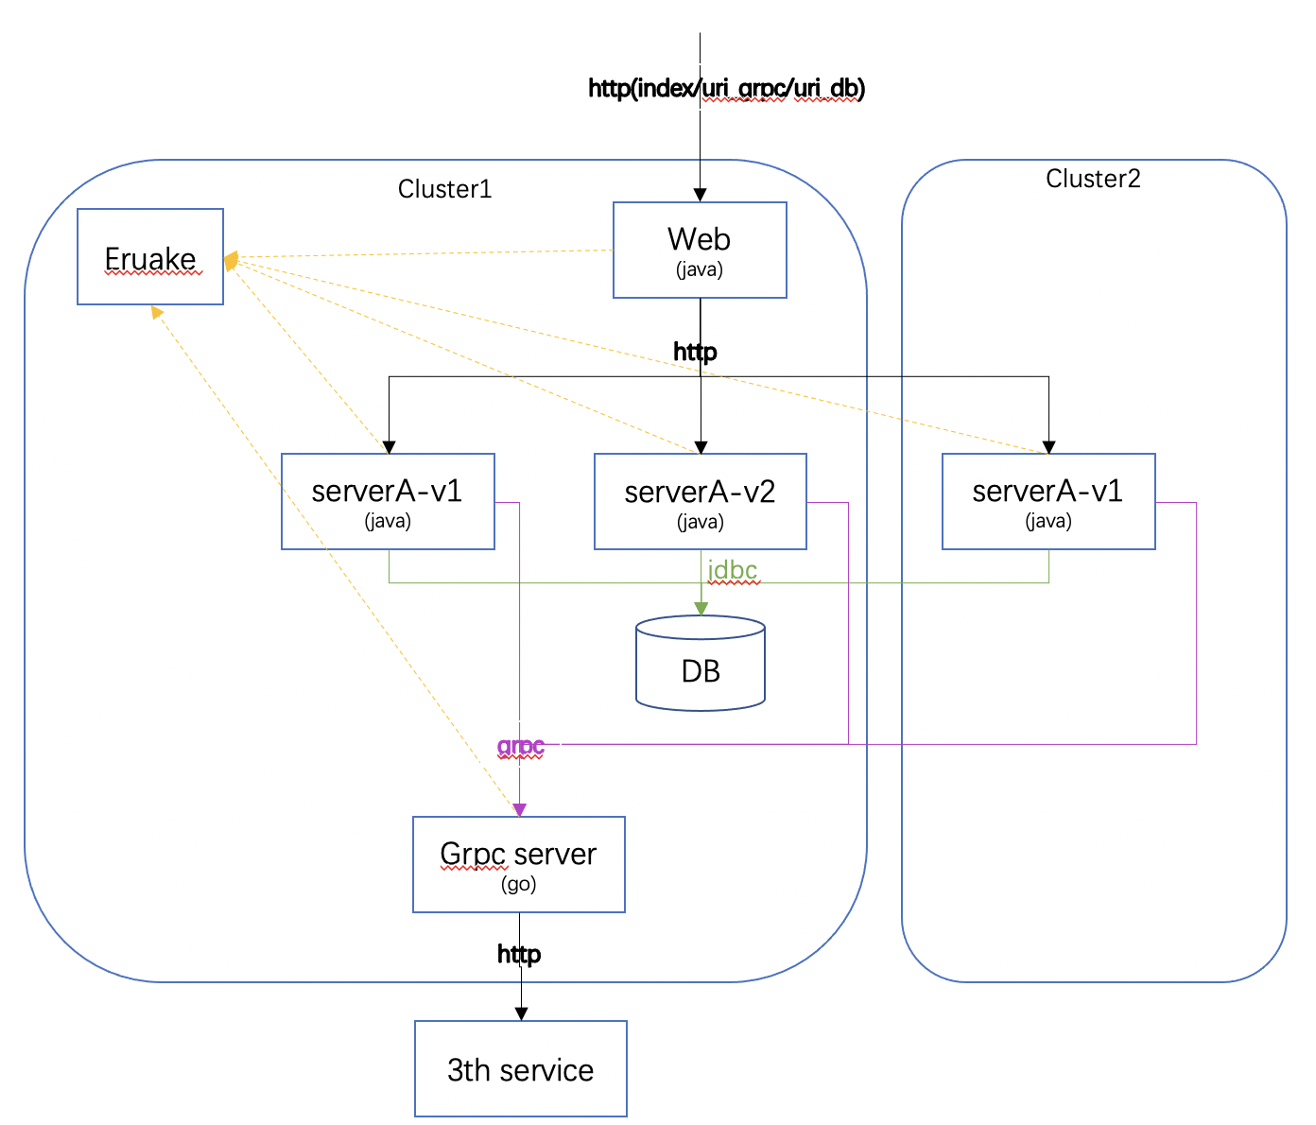 http(index/uri_grpc/uri_db)
Cluster1
Cluster2
Eruake
Web
(java)
http
serverA-v1
(java)
serverA-v2
(java)
serverA-v1
(java)
jdbc
DB
grpc
Grpc server
(go)
http
3th service